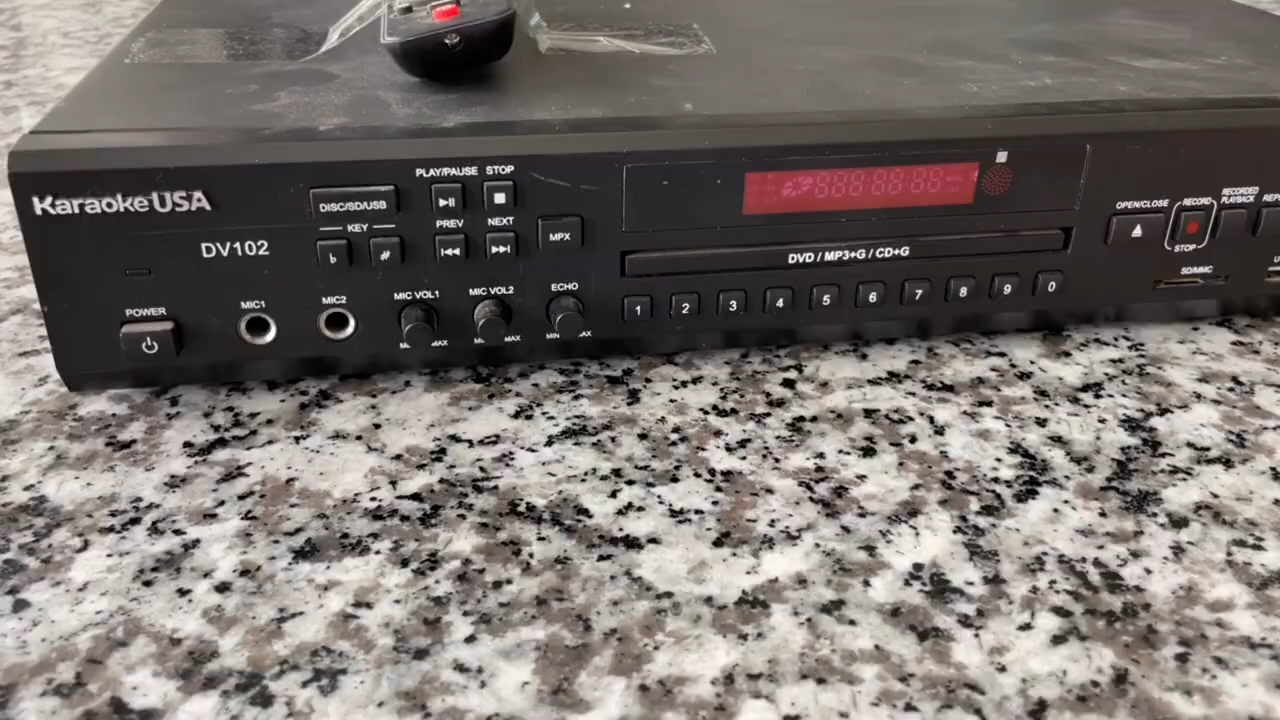 KaraokeUSA
DV102
POWER
MIC1
MIC2
DISC/SD/USB
KEY
♭
#
PLAY/PAUSE
STOP
PREV
NEXT
MPX
MIC VOL1
MAX
MIC VOL2
MAX
ECHO
MIN
DVD / MP3+G / CD+G
1
2
3
4
5
6
7
8
9
0
OPEN/CLOSE
RECORD
STOP
RECORDED
PLAYBACK
SD/MMC